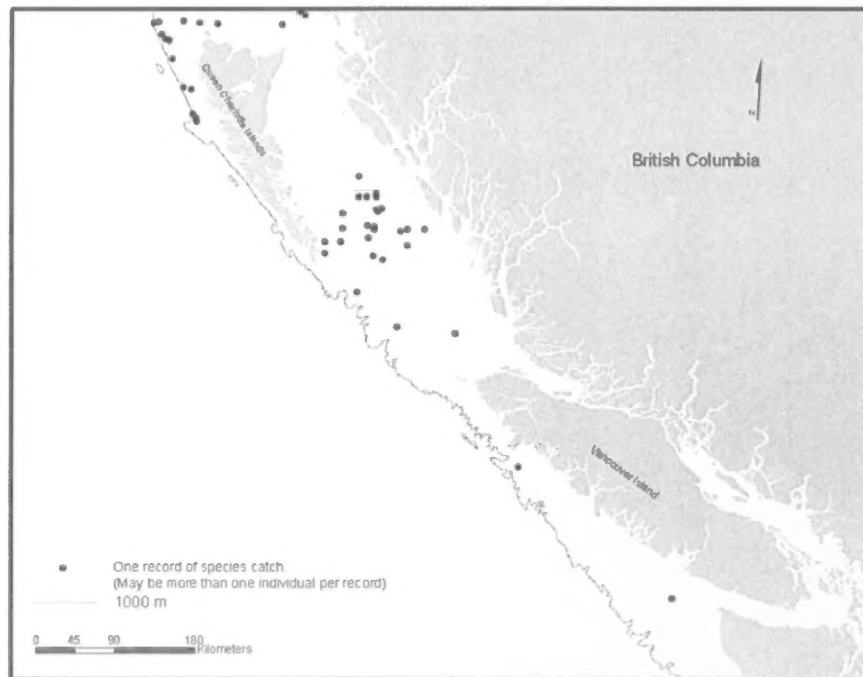 Queen Charlotte Islands
British Columbia
N
Vancouver Island
One record of species catch
(May be more than one individual per record)
1000 m
0 45 90 180
Kilometers